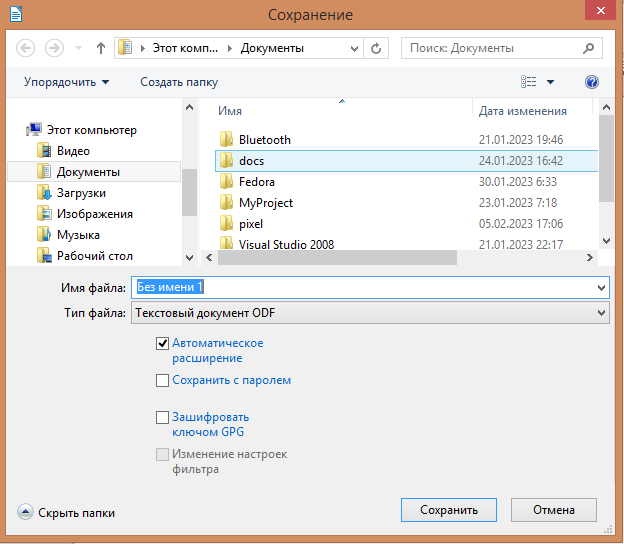 Сохранение
Этот комп... Документы
Поиск: Документы
Упорядочить Создать папку
Имя Дата изменения
Этот компьютер
Видео
Документы
Загрузки
Изображения
Музыка
Рабочий стол
Bluetooth 21.01.2023 19:46
docs 24.01.2023 16:42
Fedora 30.01.2023 6:33
MyProject 23.01.2023 7:18
pixel 05.02.2023 17:06
Visual Studio 2008 21.01.2023 22:17
Имя файла: Без имени 1
Тип файла: Текстовый документ ODF
Автоматическое
расширение
Сохранить с паролем
Зашифровать
ключом GPG
Изменение настроек
фильтра
Скрыть папки Сохранить Отмена